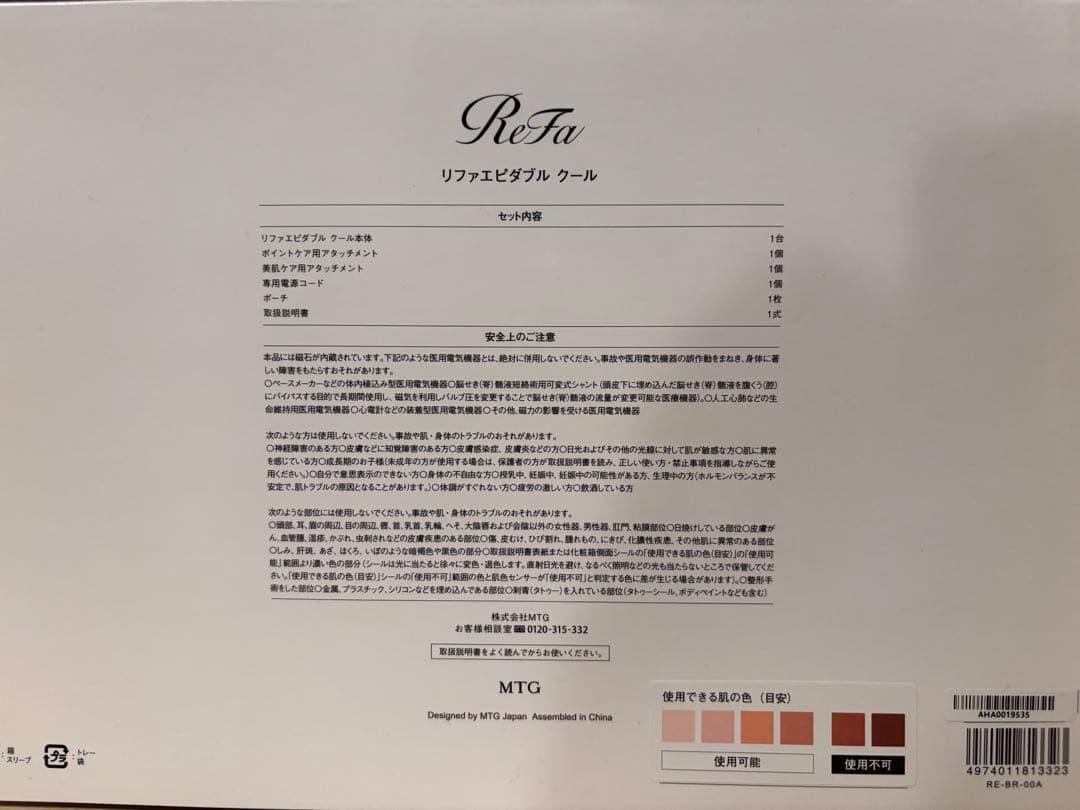 ReFa
リファエピダブル クール
セット内容
リファエピダブル クール本体 1台
ポイントケア用アタッチメント 1個
美肌ケア用アタッチメント 1個
専用電源コード 1個
ポーチ 1枚
取扱説明書 1式
安全上のご注意
本品には磁石が内蔵されています。下記のような医用電気機器とは、絶対に併用しないでください。事故や医用電気機器の誤作動をまねき、身体に著
しい障害をもたらすおそれがあります。
○ペースメーカーなどの体内植込み型医用電気機器○脳せき(脊)髄液短絡術用可変式シャント(頭皮下に埋め込んだ脳せき(脊)髄液を腹くう(腔)
にバイパスする目的で長期間使用し、磁気を利用しバルブ圧を変更することで脳せき(脊)髄液の流量が変更可能な医療機器)。○人工心肺などの生
命維持用医用電気機器○心電計などの装着型医用電気機器○その他、磁力の影響を受ける医用電気機器
次のような方は使用しないでください。事故や肌・身体のトラブルのおそれがあります。
○神経障害のある方○皮膚などに知覚障害のある方○皮膚感染症、皮膚炎などの方○日光およびその他の光線に対して肌が敏感な方○肌に異常
を感じている方○成長期のお子様(未成年の方が使用する場合は、保護者の方が取扱説明書を読み、正しい使い方・禁止事項を指導しながらご使
用ください。)○自分で意思表示のできない方○身体の不自由な方○授乳中、妊娠中、妊娠中の可能性がある方、生理中の方(ホルモンバランスが不
安定で、肌トラブルの原因となることがあります。)○体調がすぐれない方○疲労の激しい方○飲酒している方
次のような部位には使用しないでください。事故や肌・身体のトラブルのおそれがあります。
○頭部、耳、眉の周辺、目の周辺、唇、首、乳首、乳輪、へそ、大陰唇および会陰以外の女性器、男性器、肛門、粘膜部位○日焼けしている部位○皮膚が
ん、血管腫、湿疹、かぶれ、虫刺されなどの皮膚疾患のある部位○傷、皮むけ、ひび割れ、腫れもの、にきび、化膿性疾患、その他肌に異常のある部位
○しみ、肝斑、あざ、ほくろ、いぼのような暗褐色や黒色の部分○取扱説明書表紙または化粧箱側面シールの「使用できる肌の色(目安)」の「使用可
能」範囲より濃い色の部分(シールは光に当たると徐々に変色・退色します。直射日光を避け、なるべく照明などの光も当たらないところで保管してくだ
さい。「使用できる肌の色(目安)」シールの「使用不可」範囲の色と肌色センサーが「使用不可」と判定する色に差が生じる場合があります)。○整形手
術をした部位○金属、プラスチック、シリコンなどを埋め込んである部位○刺青(タトゥー)を入れている部位(タトゥーシール、ボディペイントなども含む)
株式会社MTG
お客様相談室 0120-315-332
取扱説明書をよく読んでからお使いください。
MTG
Designed by MTG Japan Assembled in China
使用できる肌の色(目安)
使用可能 使用不可
AHA0019535
4974011813323
RE-BR-00A
:箱
スリーブ
プラ
:トレー
袋